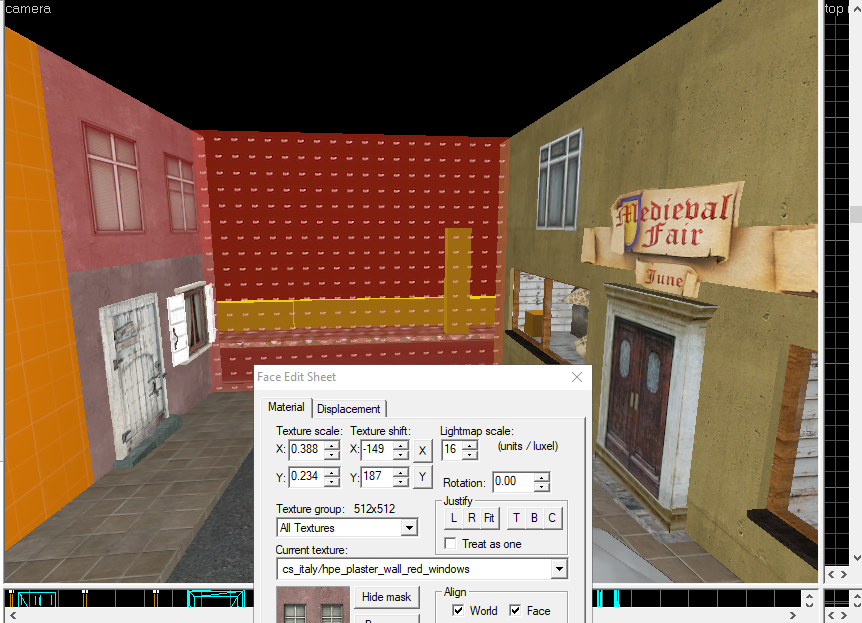 camera
top
Medieval
Fair
June
Face Edit Sheet
Material
Displacement
Texture scale:
Texture shift:
Lightmap scale:
X:
0.388
X:
-149
X
16
(units / luxel)
Y:
0.234
Y:
187
Y
Rotation:
0.00
Texture group:
512x512
Justify
All Textures
L
R
Fit
T
B
C
Treat as one
Current texture:
cs_italy/hpe_plaster_wall_red_windows
Hide mask
Align
World
Face